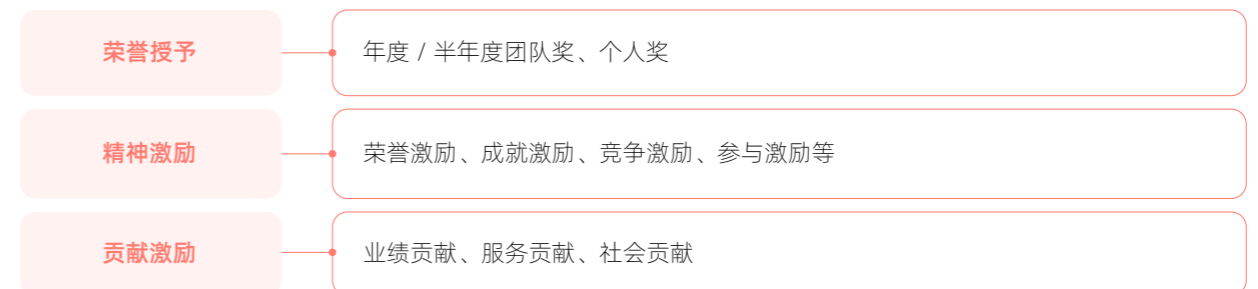 荣誉授予
年度 / 半年度团队奖、个人奖
精神激励
荣誉激励、成就激励、竞争激励、参与激励等
贡献激励
业绩贡献、服务贡献、社会贡献